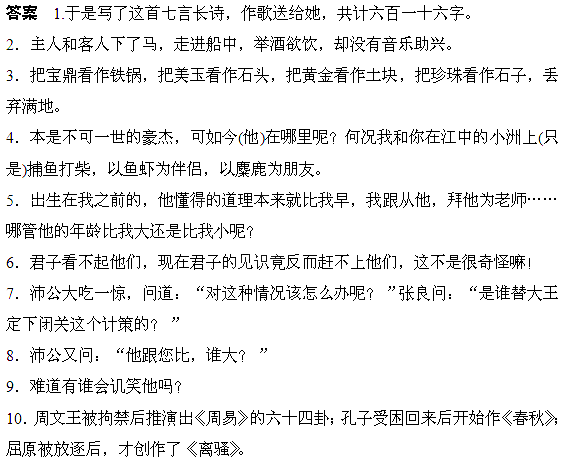 答案　1.于是写了这首七言长诗，作歌送给她，共计六百一十六字。
2．主人和客人下了马，走进船中，举酒欲饮，却没有音乐助兴。
3．把宝鼎看作铁锅，把美玉看作石头，把黄金看作土块，把珍珠看作石子，丢
弃满地。
4．本是不可一世的豪杰，可如今(他)在哪里呢？何况我和你在江中的小洲上(只
是)捕鱼打柴，以鱼虾为伴侣，以麋鹿为朋友。
5．出生在我之前的，他懂得的道理本来就比我早，我跟从他，拜他为老师……
哪管他的年龄比我大还是比我小呢？
6．君子看不起他们，现在君子的见识竟反而赶不上他们，这不是很奇怪嘛！
7．沛公大吃一惊，问道：“对这种情况该怎么办呢？”张良问：“是谁替大王
定下闭关这个计策的？”
8．沛公又问：“他跟您比，谁大？”
9．难道有谁会讥笑他吗？
10．周文王被拘禁后推演出《周易》的六十四卦；孔子受困回来后开始作《春秋》；
屈原被放逐后，才创作了《离骚》。